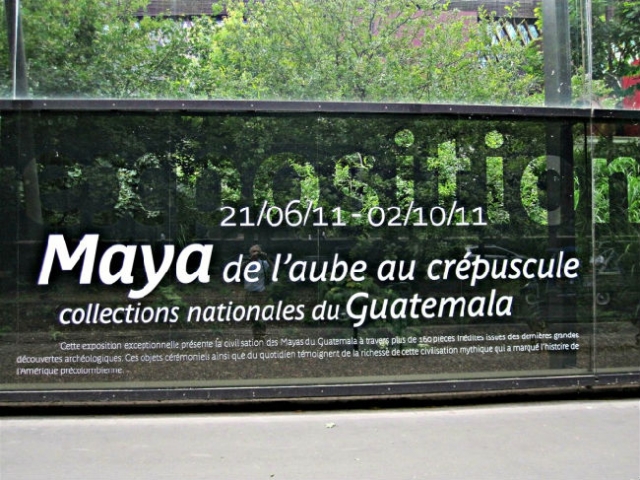 exposition
21/06/11 - 02/10/11
Maya de l'aube au crépuscule
collections nationales du Guatemala
Cette exposition exceptionnelle présente la civilisation des Mayas du Guatemala à travers plus de 160 pièces inédites issues des dernières grandes
découvertes archéologiques. Ces objets cérémoniels ainsi que du quotidien témoignent de la richesse de cette civilisation mythique qui a marqué l'histoire de
l'Amérique précolombienne.